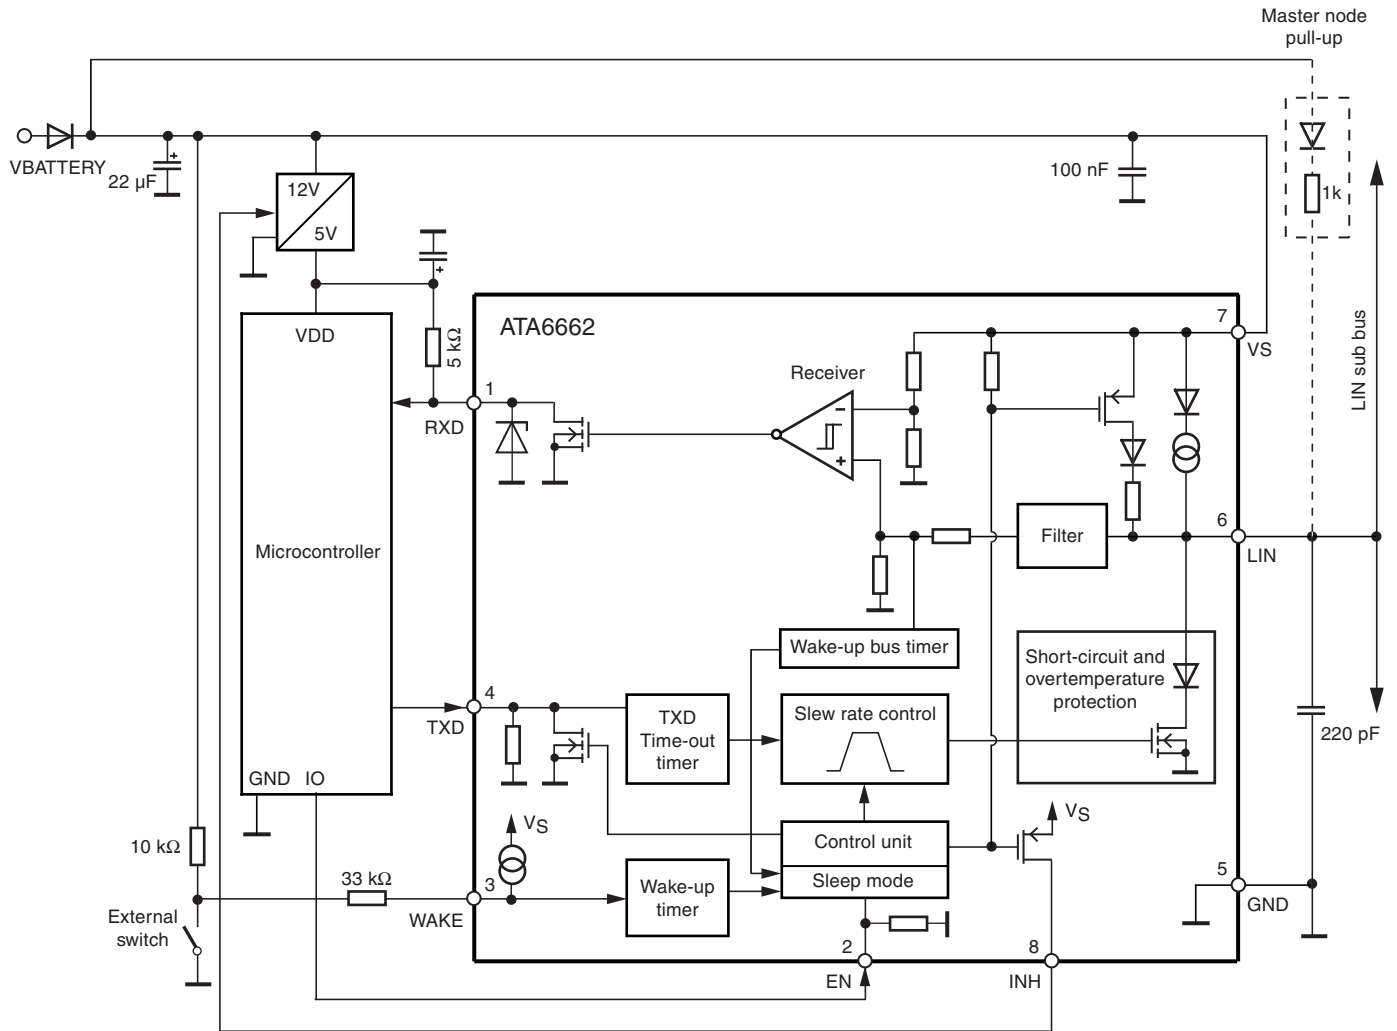 Master node
pull-up
VBATTERY
22 µF
+
12V
5V
100 nF
1k
+
LIN sub bus
VDD
5 kΩ
ATA6662
7
VS
Receiver
1
RXD
-
+
Microcontroller
Filter
6
LIN
Wake-up bus timer
Short-circuit and
overtemperature
protection
4
TXD
TXD
Time-out
timer
Slew rate control
220 pF
GND
IO
VS
VS
Control unit
Sleep mode
10 kΩ
33 kΩ
3
WAKE
Wake-up
timer
5
GND
External
switch
2
EN
8
INH